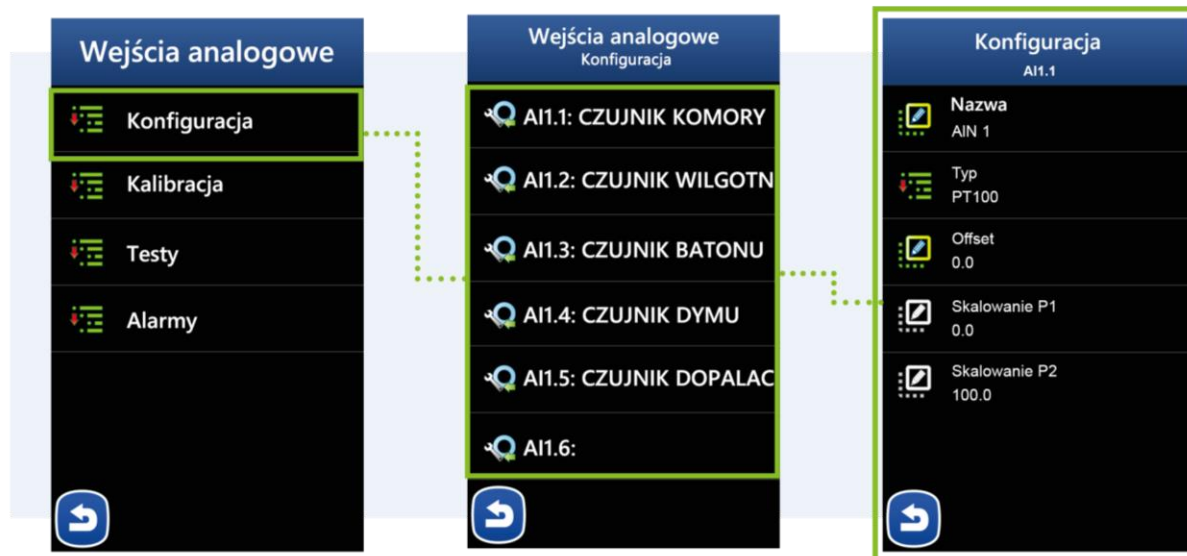 Wejścia analogowe
Konfiguracja
Kalibracja
Testy
Alarmy
Wejścia analogowe
Konfiguracja
AI1.1: CZUJNIK KOMORY
AI1.2: CZUJNIK WILGOTN
AI1.3: CZUJNIK BATONU
AI1.4: CZUJNIK DYMU
AI1.5: CZUJNIK DOPALAC
AI1.6:
Konfiguracja
AI1.1
Nazwa
AIN 1
Typ
PT100
Offset
0.0
Skalowanie P1
0.0
Skalowanie P2
100.0